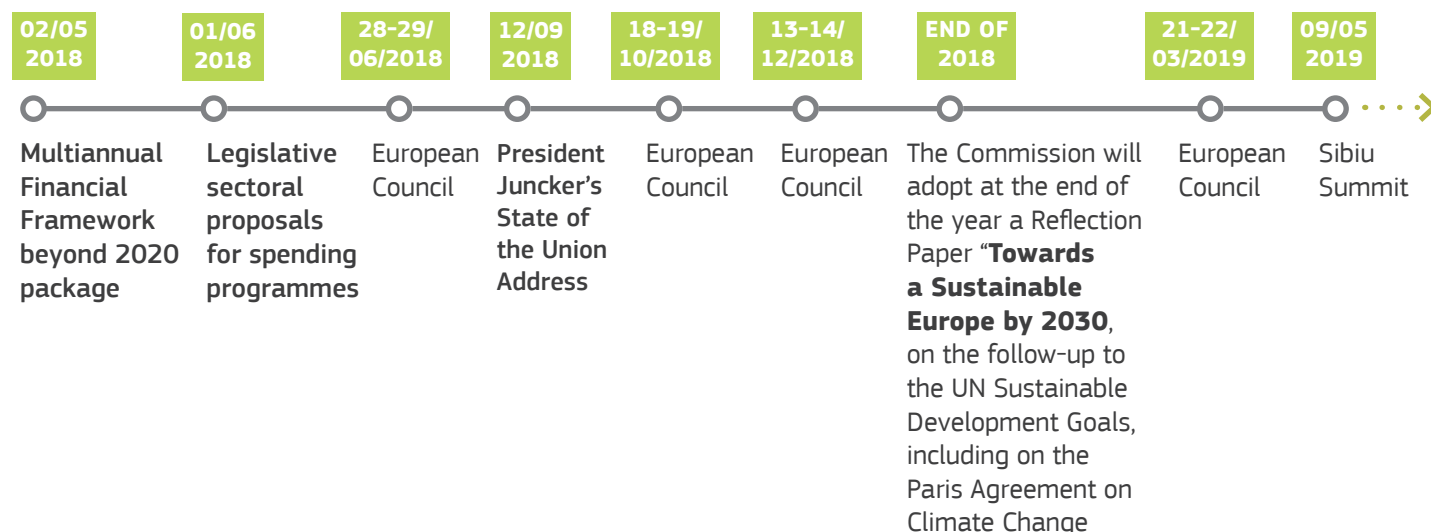 02/05
2018
Multiannual
Financial
Framework
beyond 2020
package
01/06
2018
Legislative
sectoral
proposals
for spending
programmes
28-29/
06/2018
European
Council
12/09
2018
President
Juncker's
State of
the Union
Address
18-19/
10/2018
European
Council
13-14/
12/2018
European
Council
END OF
2018
The Commission will
adopt at the end of
the year a Reflection
Paper “Towards
a Sustainable
Europe by 2030,
on the follow-up to
the UN Sustainable
Development Goals,
including on the
Paris Agreement on
Climate Change
21-22/
03/2019
European
Council
09/05
2019
Sibiu
Summit